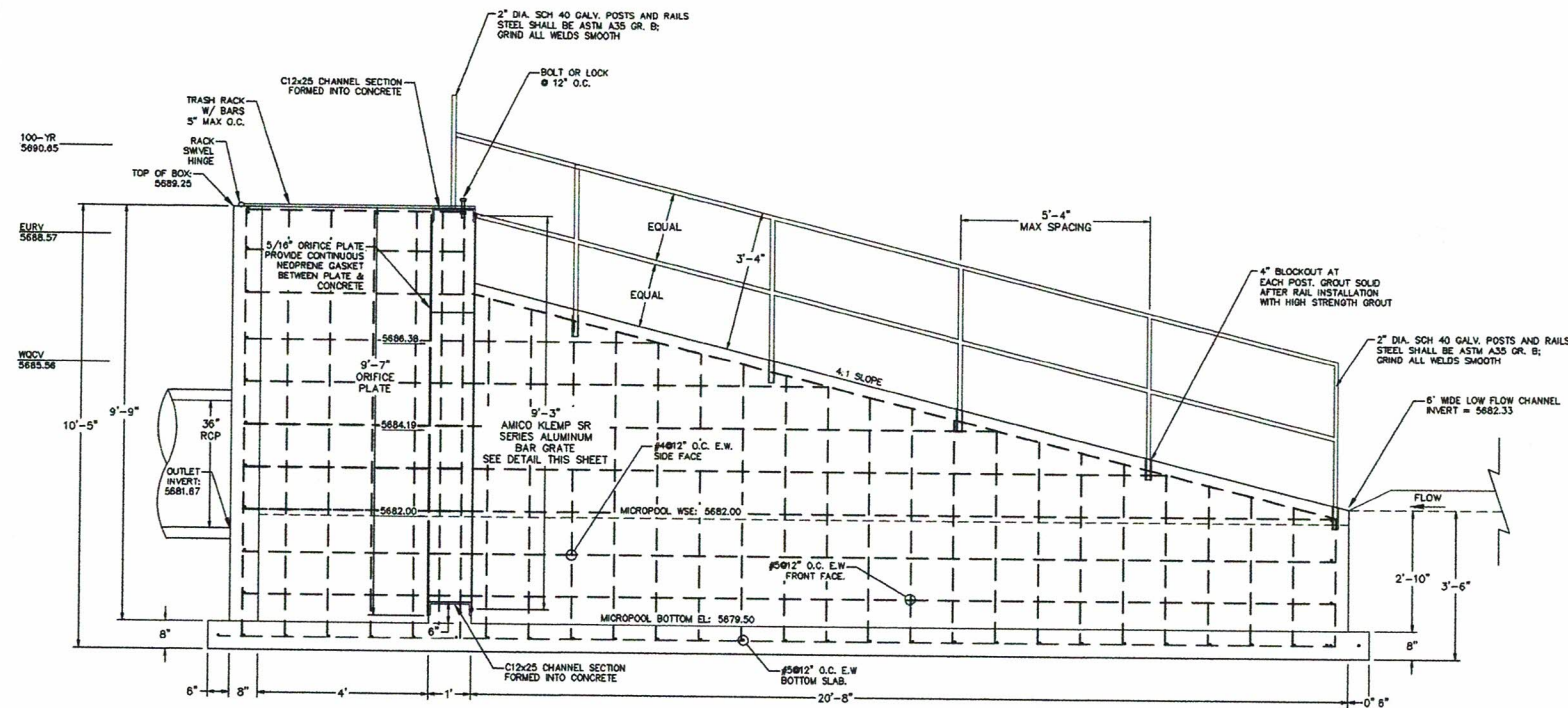 2" DIA. SCH 40 GALV. POSTS AND RAILS
STEEL SHALL BE ASTM A35 GR. B;
GRIND ALL WELDS SMOOTH
C12x25 CHANNEL SECTION
FORMED INTO CONCRETE
BOLT OR LOCK
@ 12" O.C.
TRASH RACK
W/ BARS
5" MAX O.C.
100-YR
5690.65
RACK
SWIVEL
HINGE
TOP OF BOX:
5689.25
EURV
5688.57
5/16" ORIFICE PLATE.
PROVIDE CONTINUOUS
NEOPRENE GASKET
BETWEEN PLATE &
CONCRETE
EQUAL
3'-4"
EQUAL
5'-4"
MAX SPACING
4" BLOCKOUT AT
EACH POST. GROUT SOLID
AFTER RAIL INSTALLATION
WITH HIGH STRENGTH GROUT
WQCV
5685.56
5686.38
9'-7"
ORIFICE
PLATE
4:1 SLOPE
2" DIA. SCH 40 GALV. POSTS AND RAILS
STEEL SHALL BE ASTM A35 GR. B;
GRIND ALL WELDS SMOOTH
10'-5"
9'-9"
36"
RCP
5684.19
9'-3"
AMICO KLEMP SR
SERIES ALUMINUM
BAR GRATE
SEE DETAIL THIS SHEET
#4@12" O.C. E.W.
SIDE FACE
6' WIDE LOW FLOW CHANNEL
INVERT = 5682.33
OUTLET
INVERT:
5681.67
5682.00
MICROPOOL WSE: 5682.00
FLOW
#5@12" O.C. E.W
FRONT FACE.
2'-10"
3'-6"
8"
6"
MICROPOOL BOTTOM EL: 5679.50
8"
C12x25 CHANNEL SECTION
FORMED INTO CONCRETE
#5@12" O.C. E.W
BOTTOM SLAB.
6"
8"
4'
1'
20'-8"
0" 6"